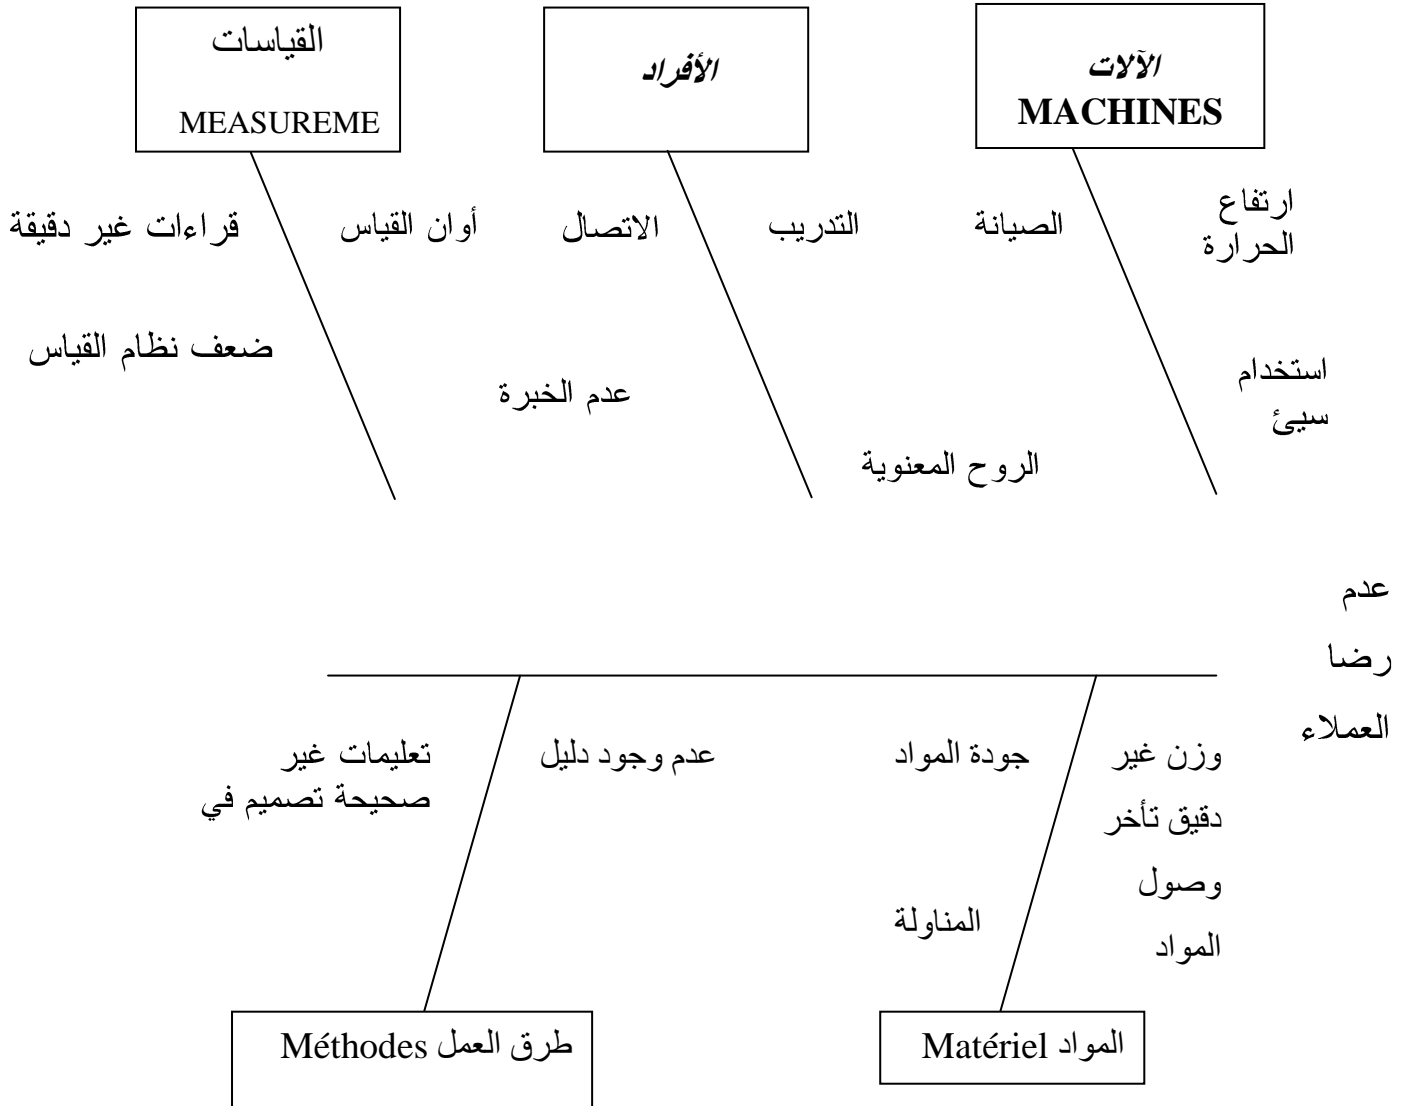 الآلات
MACHINES
الأفراد
القياسات
MEASUREME
ارتفاع
الحرارة
الصيانة
التدريب
الاتصال
أوان القياس
قراءات غير دقيقة
استخدام
سيئ
ضعف نظام القياس
عدم الخبرة
الروح المعنوية
عدم
رضا
العملاء
وزن غير
دقيق تأخر
وصول
المواد
جودة المواد
عدم وجود دليل
تعليمات غير
صحيحة تصميم في
المناولة
المواد Matériel
طرق العمل Méthodes